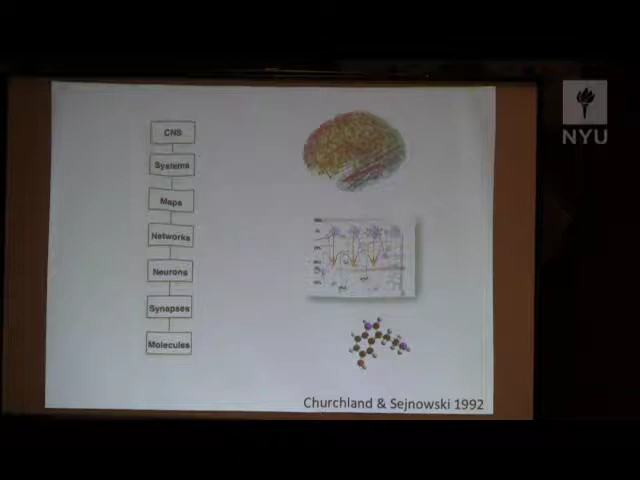 CNS
Systems
Maps
Networks
Neurons
Synapses
Molecules
Churchland & Sejnowski 1992
NYU